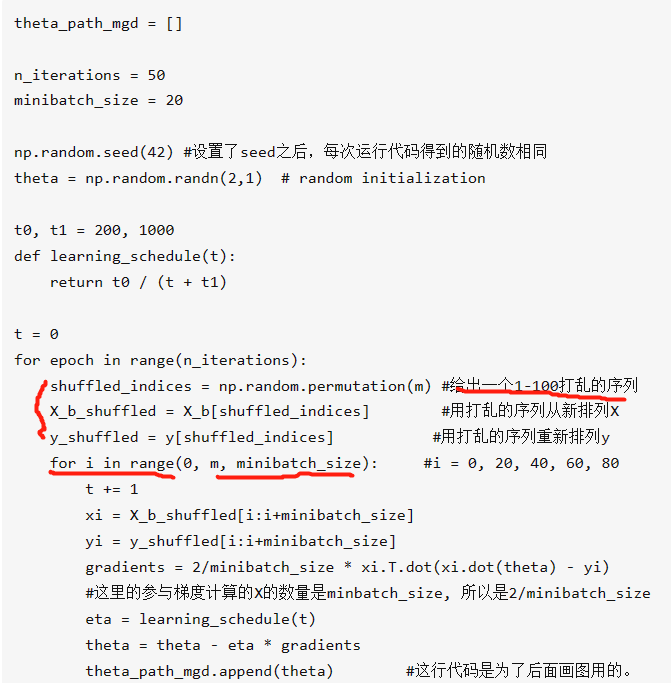 theta_path_mgd = []
n_iterations = 50
minibatch_size = 20
np.random.seed(42) #设置了seed之后，每次运行代码得到的随机数相同
theta = np.random.randn(2,1)  # random initialization
t0, t1 = 200, 1000
def learning_schedule(t):
    return t0 / (t + t1)
t = 0
for epoch in range(n_iterations):
    shuffled_indices = np.random.permutation(m) #给出一个1-100打乱的序列
    X_b_shuffled = X_b[shuffled_indices]        #用打乱的序列从新排列X
    y_shuffled = y[shuffled_indices]           #用打乱的序列重新排列y
    for i in range(0, m, minibatch_size):     #i = 0, 20, 40, 60, 80
        t += 1
        xi = X_b_shuffled[i:i+minibatch_size]
        yi = y_shuffled[i:i+minibatch_size]
        gradients = 2/minibatch_size * xi.T.dot(xi.dot(theta) - yi)
        #这里的参与梯度计算的X的数量是minbatch_size, 所以是2/minibatch_size
        eta = learning_schedule(t)
        theta = theta - eta * gradients
        theta_path_mgd.append(theta)        #这行代码是为了后面画图用的。